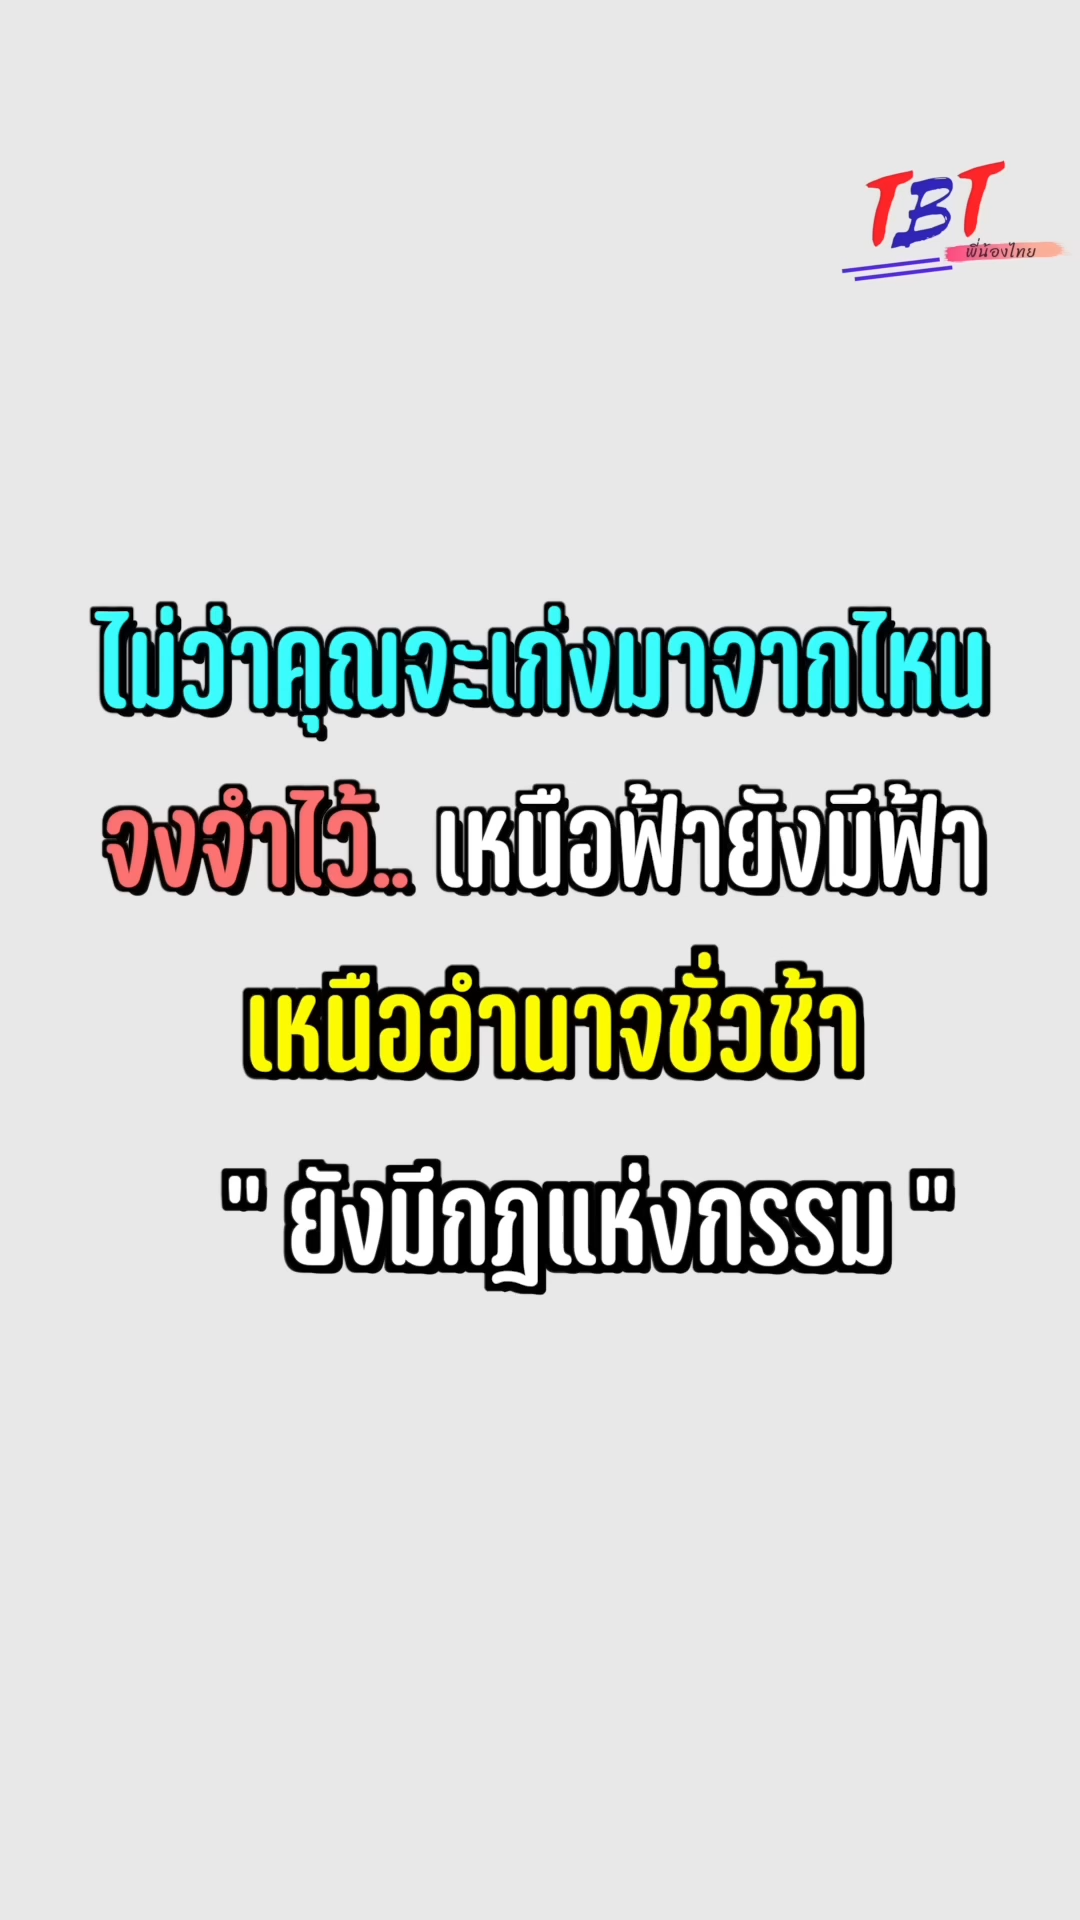 TBT
พี่น้องไทย
ไม่ว่าคุณจะเก่งมาจากไหน
จงจำไว้.. เหนือฟ้ายังมีฟ้า
เหนืออำนาจชั่วช้า
" ยังมีกฎแห่งกรรม "